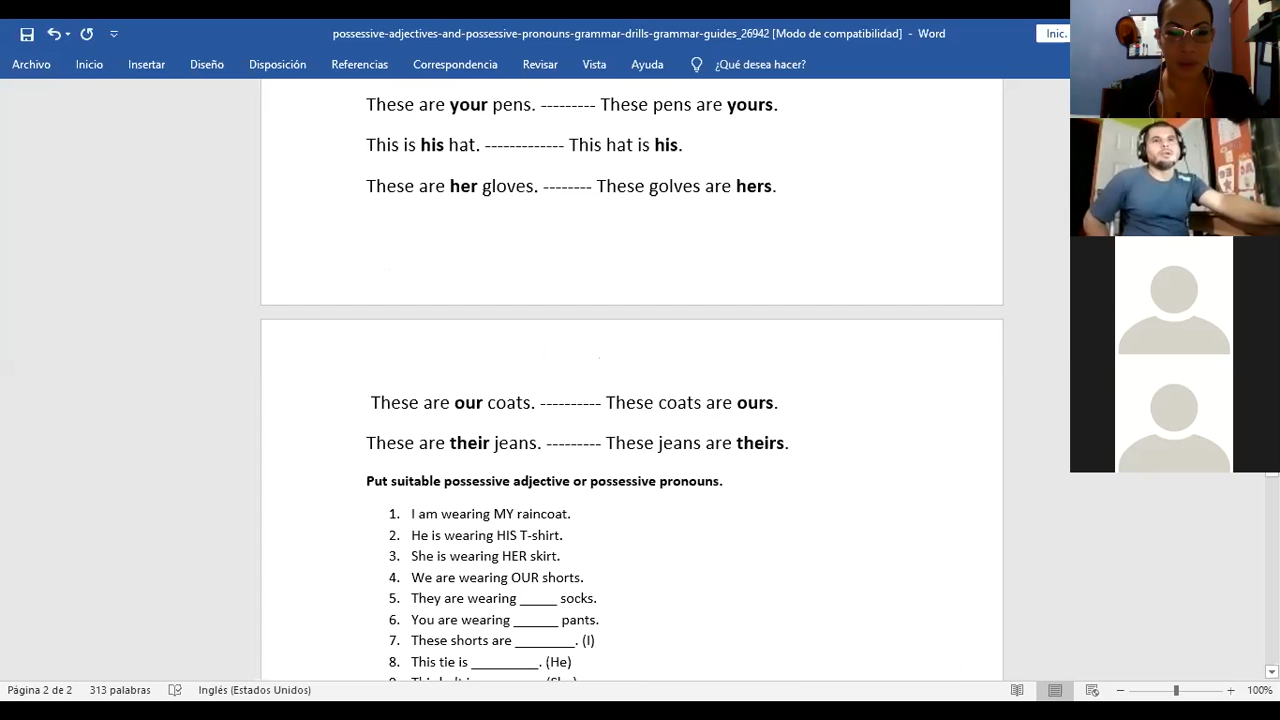 possessive-adjectives-and-possessive-pronouns-grammar-drills-grammar-guides_26942 [Modo de compatibilidad] - Word
Inic.
Archivo Inicio Insertar Diseño Disposición Referencias Correspondencia Revisar Vista Ayuda ¿Qué desea hacer?
These are your pens. --------- These pens are yours.
This is his hat. ------------- This hat is his.
These are her gloves. -------- These golves are hers.
These are our coats. ---------- These coats are ours.
These are their jeans. --------- These jeans are theirs.
Put suitable possessive adjective or possessive pronouns.
1. I am wearing MY raincoat.
2. He is wearing HIS T-shirt.
3. She is wearing HER skirt.
4. We are wearing OUR shorts.
5. They are wearing _____ socks.
6. You are wearing ______ pants.
7. These shorts are ________. (I)
8. This tie is _________. (He)
Página 2 de 2 313 palabras Inglés (Estados Unidos) 100%